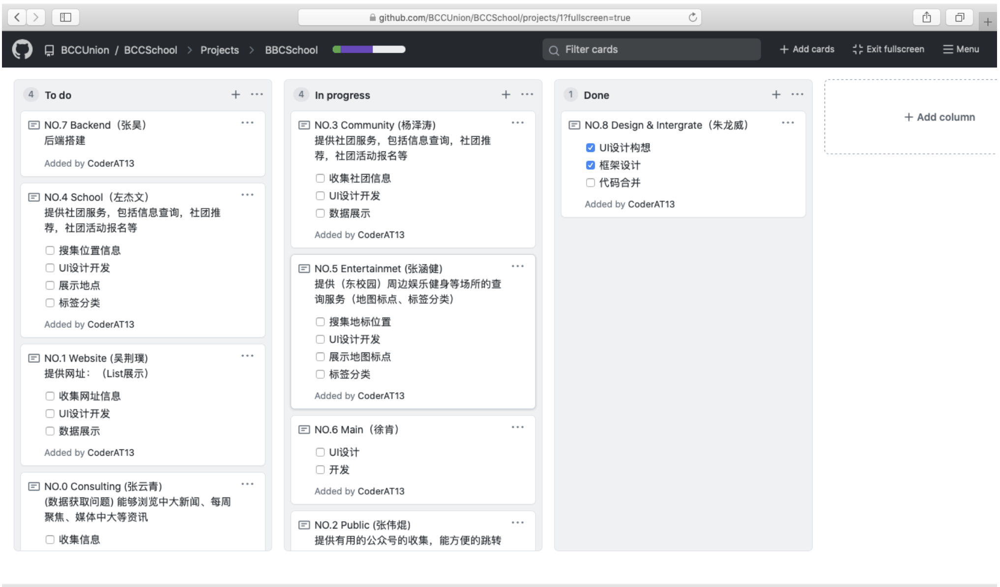 github.com/BCCUnion/BCCSchool/projects/1?fullscreen=true
BCCUnion / BCCSchool > Projects > BBCSchool
Filter cards
+ Add cards
Exit fullscreen
Menu
4 To do
NO.7 Backend（张昊）
后端搭建
Added by CoderAT13
NO.4 School（左杰文）
提供社团服务，包括信息查询，社团推
荐，社团活动报名等
搜集位置信息
UI设计开发
展示地点
标签分类
Added by CoderAT13
NO.1 Website (吴荆璞)
提供网址：（List展示）
收集网址信息
UI设计开发
数据展示
Added by CoderAT13
NO.0 Consulting (张云青)
(数据获取问题) 能够浏览中大新闻、每周
聚焦、媒体中大等资讯
收集信息
4 In progress
NO.3 Community (杨泽涛)
提供社团服务，包括信息查询，社团推
荐，社团活动报名等
收集社团信息
UI设计开发
数据展示
Added by CoderAT13
NO.5 Entertainmet (张涵健)
提供（东校园）周边娱乐健身等场所的查
询服务（地图标点、标签分类）
搜集地标位置
UI设计开发
展示地图标点
标签分类
Added by CoderAT13
NO.6 Main（徐肯）
UI设计
开发
Added by CoderAT13
NO.2 Public (张伟焜)
提供有用的公众号的收集，能方便的跳转
1 Done
NO.8 Design & Intergrate（朱龙威）
UI设计构想
框架设计
代码合并
Added by CoderAT13
+ Add column